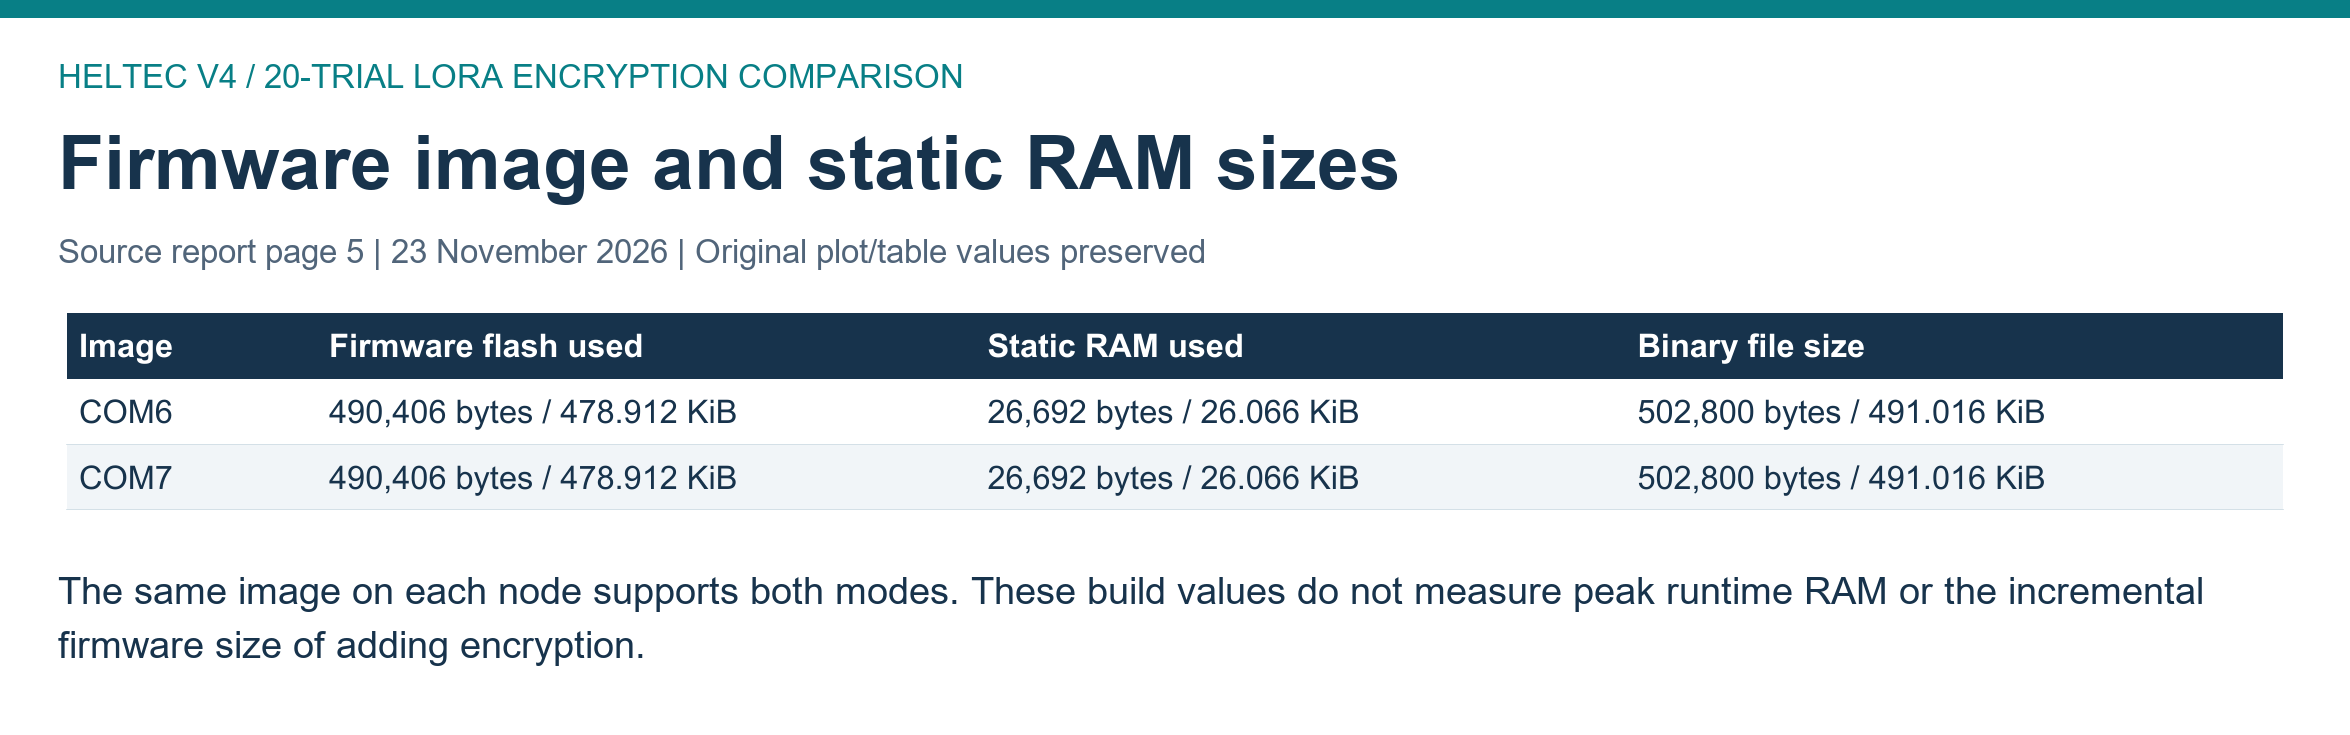 HELTEC V4 / 20-TRIAL LORA ENCRYPTION COMPARISON
Firmware image and static RAM sizes
Source report page 5 | 23 November 2026 | Original plot/table values preserved
Image Firmware flash used Static RAM used Binary file size
COM6 490,406 bytes / 478.912 KiB 26,692 bytes / 26.066 KiB 502,800 bytes / 491.016 KiB
COM7 490,406 bytes / 478.912 KiB 26,692 bytes / 26.066 KiB 502,800 bytes / 491.016 KiB
The same image on each node supports both modes. These build values do not measure peak runtime RAM or the incremental
firmware size of adding encryption.